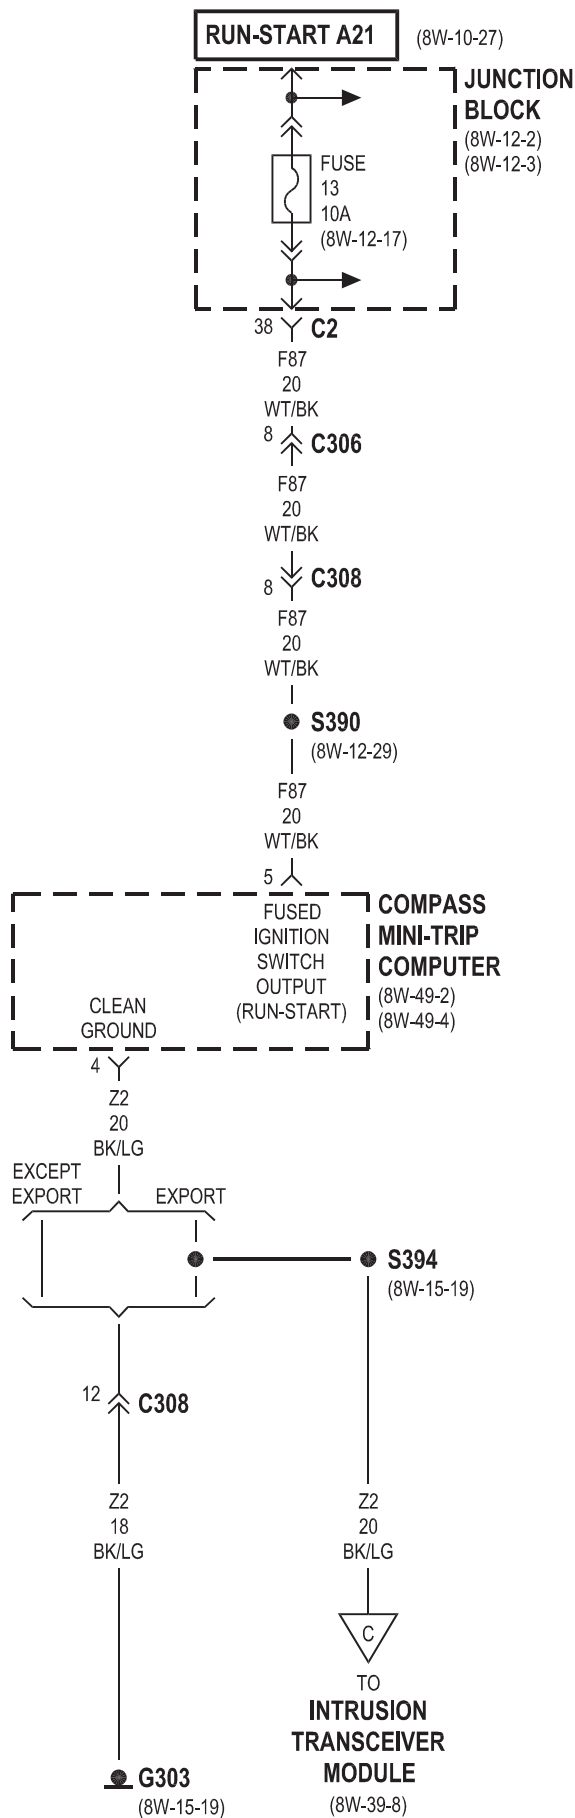 RUN-START A21 (8W-10-27)
JUNCTION
BLOCK
(8W-12-2)
(8W-12-3)
FUSE
13
10A
(8W-12-17)
38 C2
F87
20
WT/BK
8 C306
F87
20
WT/BK
8 C308
F87
20
WT/BK
S390
(8W-12-29)
F87
20
WT/BK
5
FUSED
IGNITION
SWITCH
OUTPUT
(RUN-START)
COMPASS
MINI-TRIP
COMPUTER
(8W-49-2)
(8W-49-4)
CLEAN
GROUND
4
Z2
20
BK/LG
EXCEPT
EXPORT
EXPORT
S394
(8W-15-19)
12 C308
Z2
18
BK/LG
Z2
20
BK/LG
C
TO
INTRUSION
TRANSCEIVER
MODULE
(8W-39-8)
G303
(8W-15-19)